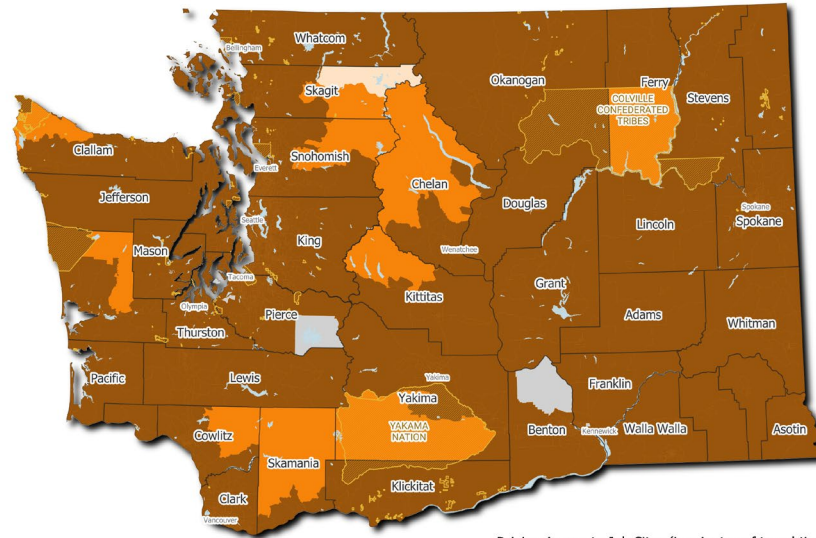 Whatcom
Bellingham
Okanogan
Ferry
Skagit
Stevens
COLVILLE
CONFEDERATED
TRIBES
Clallam
Snohomish
Everett
Chelan
Jefferson
Douglas
Spokane
Seattle
Lincoln
Spokane
Mason
King
Wenatchee
Tacoma
Grant
Kittitas
Olympia
Pierce
Adams
Whitman
Thurston
Pacific
Lewis
Yakima
Franklin
Yakima
Cowlitz
YAKAMA
NATION
Benton
Kennewick
Walla Walla
Asotin
Skamania
Klickitat
Clark
Vancouver